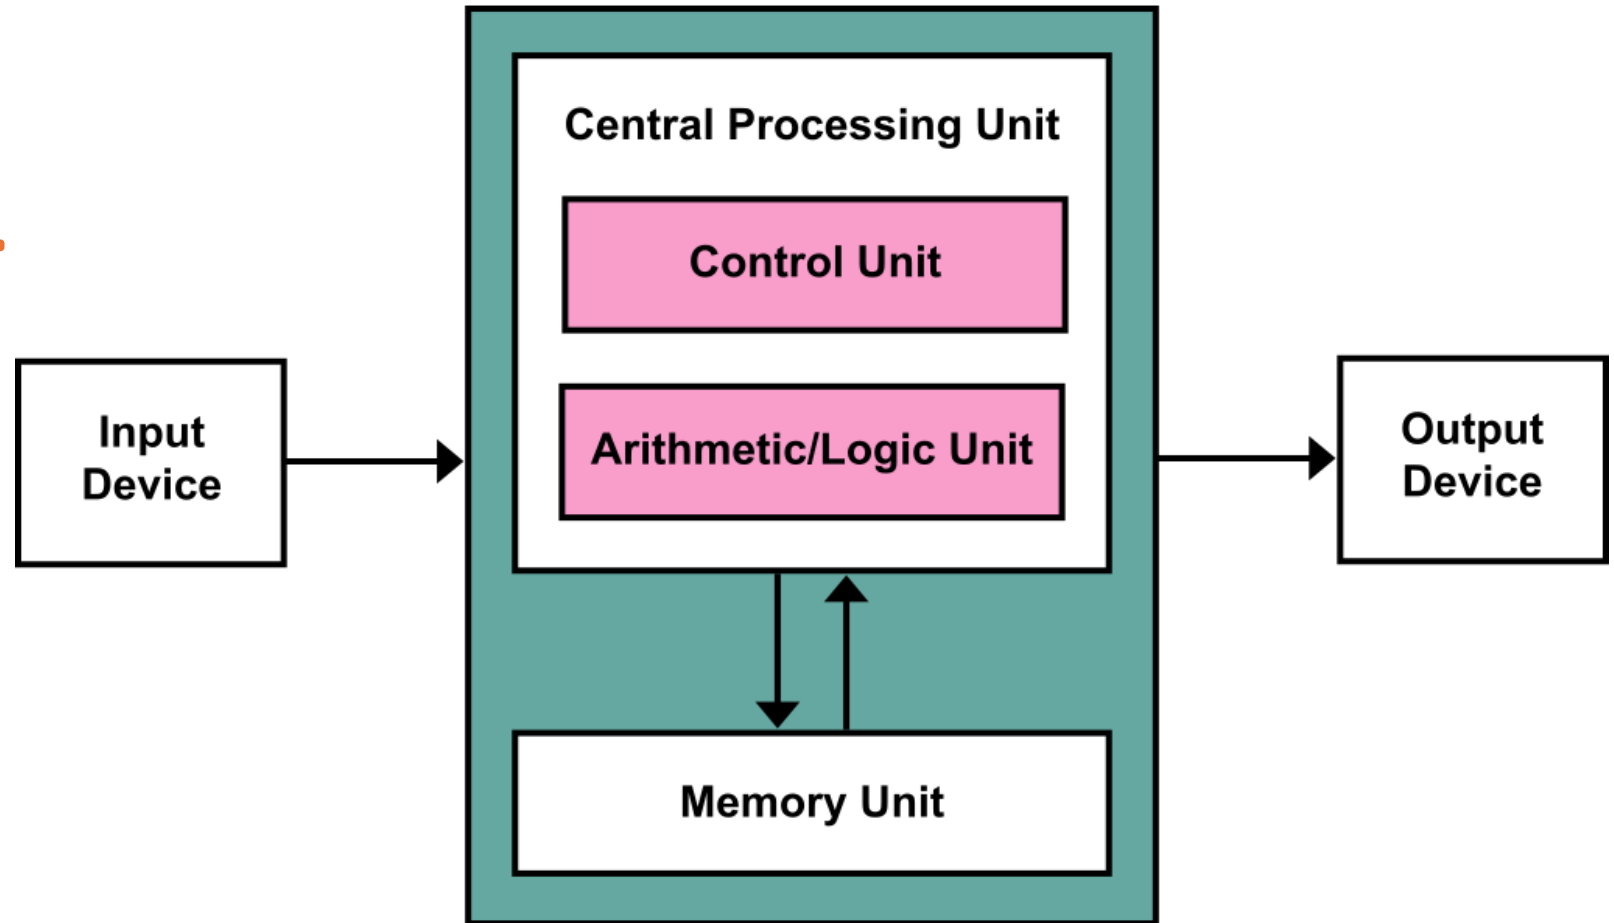 Central Processing Unit
Control Unit
Arithmetic/Logic Unit
Input
Device
Output
Device
Memory Unit